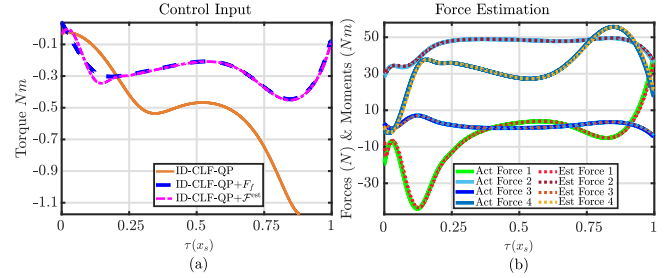 Control Input
Torque Nm
-0.1
-0.3
-0.5
-0.7
-0.9
-1.1
ID-CLF-QP
ID-CLF-QP+F_f
ID-CLF-QP+𝓕^est
0
0.25
0.5
0.75
1
τ(x_s)
(a)
Force Estimation
Forces (N) & Moments (Nm)
50
30
10
-10
-30
Act Force 1
Act Force 2
Act Force 3
Act Force 4
Est Force 1
Est Force 2
Est Force 3
Est Force 4
0
0.25
0.5
0.75
1
τ(x_s)
(b)